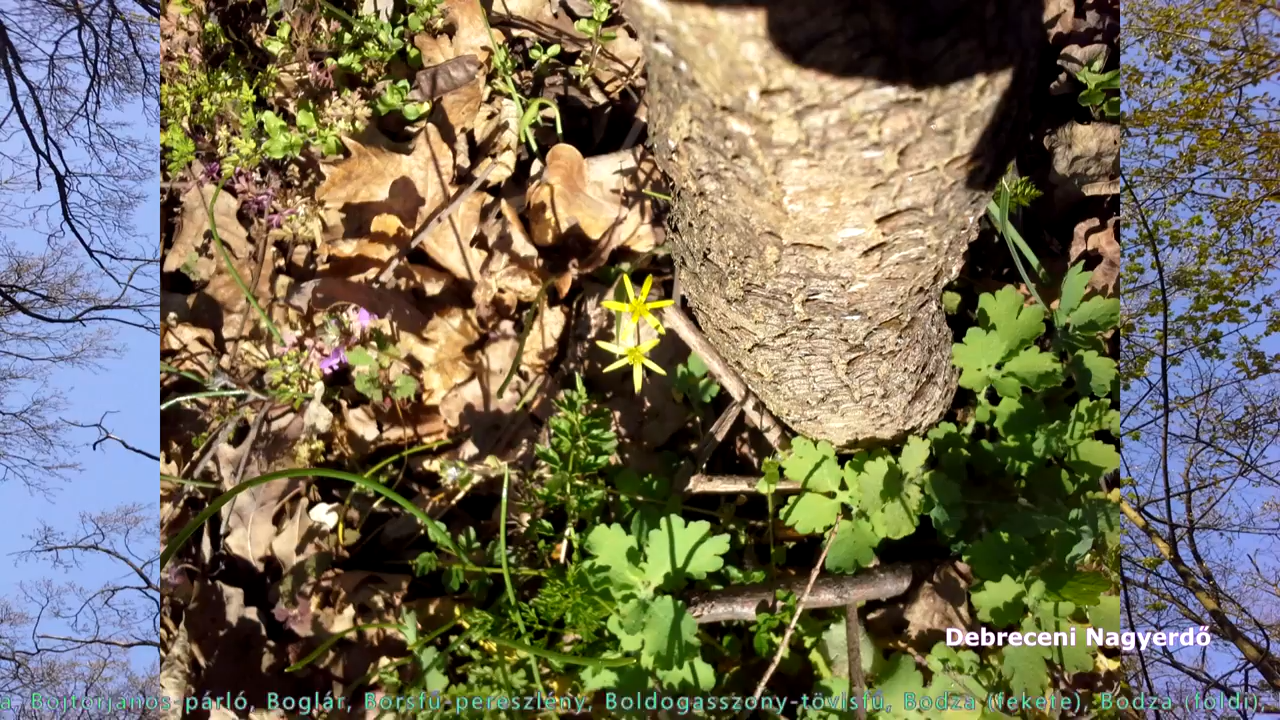 Debreceni Nagyerdő
a, Bojtorjános-párló, Boglár, Borsfű-pereszlény, Boldogasszony-tövisfű, Bodza (fekete), Bodza (földi),